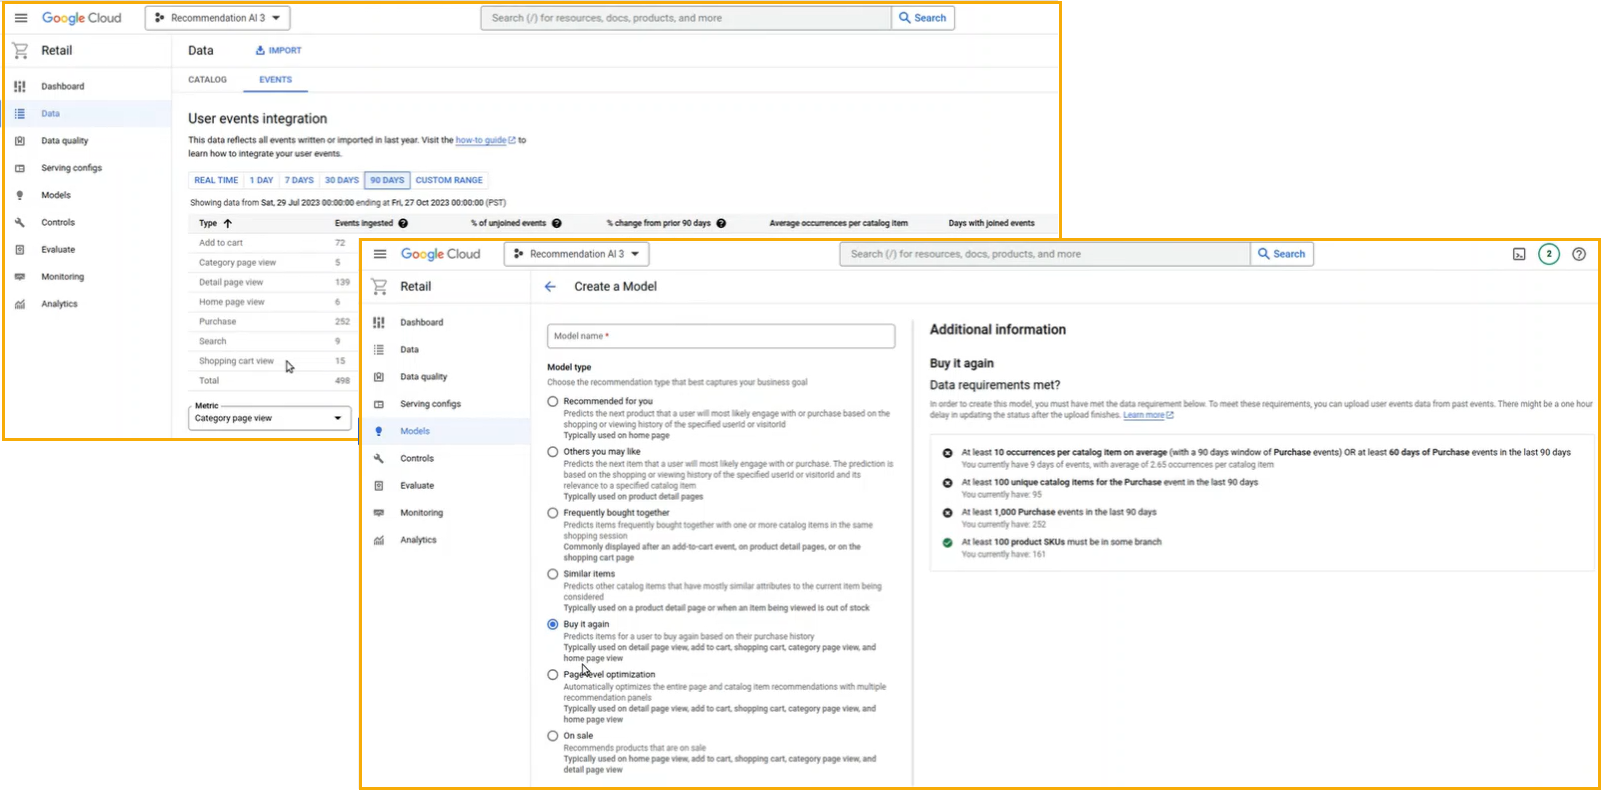 Google Cloud
Recommendation AI 3
Search (/) for resources, docs, products, and more
Search
Retail
Data
IMPORT
Dashboard
Data
Data quality
Serving configs
Models
Controls
Evaluate
Monitoring
Analytics
CATALOG
EVENTS
User events integration
This data reflects all events written or imported in last year. Visit the how-to guide to
learn how to integrate your user events.
REAL TIME 1 DAY 7 DAYS 30 DAYS 90 DAYS CUSTOM RANGE
Showing data from Sat, 29 Jul 2023 00:00:00 ending at Fri, 27 Oct 2023 00:00:00 (PST)
Type Events ingested % of unjoined events % change from prior 90 days Average occurrences per catalog item Days with joined events
Add to cart 72
Category page view 5
Detail page view 139
Home page view 6
Purchase 252
Search 9
Shopping cart view 15
Total 498
Metric
Category page view
Google Cloud
Recommendation AI 3
Search (/) for resources, docs, products, and more
Search
2
Retail
Create a Model
Dashboard
Data
Data quality
Serving configs
Models
Controls
Evaluate
Monitoring
Analytics
Model name *
Model type
Choose the recommendation type that best captures your business goal
Recommended for you
Predicts the next product that a user will most likely engage with or purchase based on the
shopping or viewing history of the specified userId or visitorId
Typically used on home page
Others you may like
Predicts the next item that a user will most likely engage with or purchase. The prediction is
based on the shopping or viewing history of the specified userId or visitorId and its
relevance to a specified catalog item
Typically used on product detail pages
Frequently bought together
Predicts items frequently bought together with one or more catalog items in the same
shopping session
Commonly displayed after an add-to-cart event, on product detail pages, or on the
shopping cart page
Similar items
Predicts other catalog items that have mostly similar attributes to the current item being
considered
Typically used on a product detail page or when an item being viewed is out of stock
Buy it again
Predicts items for a user to buy again based on their purchase history
Typically used on detail page view, add to cart, shopping cart, category page view, and
home page view
Page-level optimization
Automatically optimizes the entire page and catalog item recommendations with multiple
recommendation panels
Typically used on detail page view, add to cart, shopping cart, category page view, and
home page view
On sale
Recommends products that are on sale
Typically used on home page view, add to cart, shopping cart, category page view, and
detail page view
Additional information
Buy it again
Data requirements met?
In order to create this model, you must have met the data requirement below. To meet these requirements, you can upload user events data from past events. There might be a one hour
delay in updating the status after the upload finishes. Learn more
At least 10 occurrences per catalog item on average (with a 90 days window of Purchase events) OR at least 60 days of Purchase events in the last 90 days
You currently have 9 days of events, with average of 2.65 occurrences per catalog item
At least 100 unique catalog items for the Purchase event in the last 90 days
You currently have: 95
At least 1,000 Purchase events in the last 90 days
You currently have: 252
At least 100 product SKUs must be in some branch
You currently have: 161